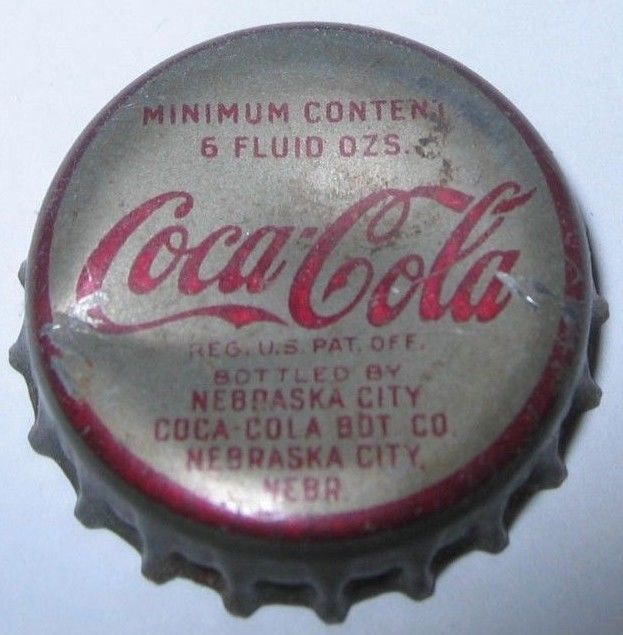 MINIMUM CONTENT
6 FLUID OZS.
Coca-Cola
REG. U.S. PAT. OFF.
BOTTLED BY
NEBRASKA CITY
COCA-COLA BOT. CO.
NEBRASKA CITY,
NEBR.